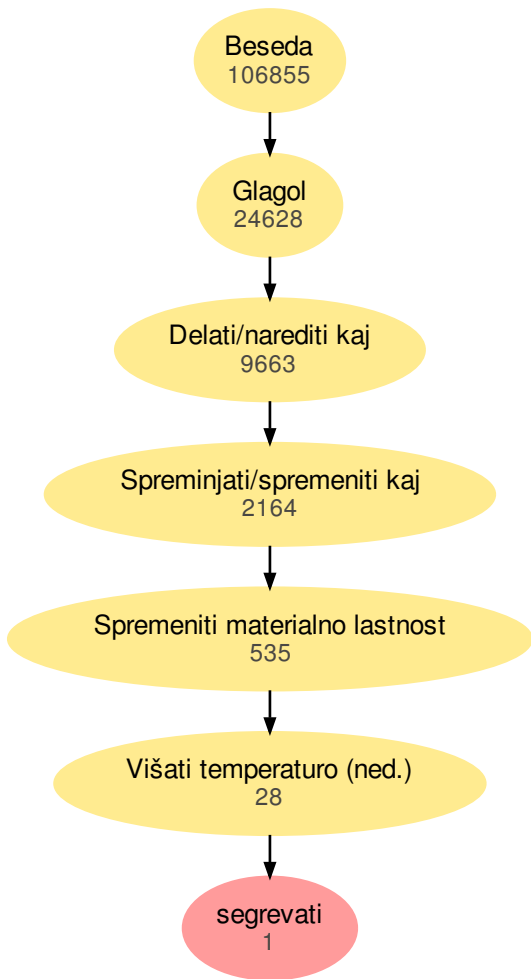 Beseda
106855
Glagol
24628
Delati/narediti kaj
9663
Spreminjati/spremeniti kaj
2164
Spremeniti materialno lastnost
535
Višati temperaturo (ned.)
28
segrevati
1